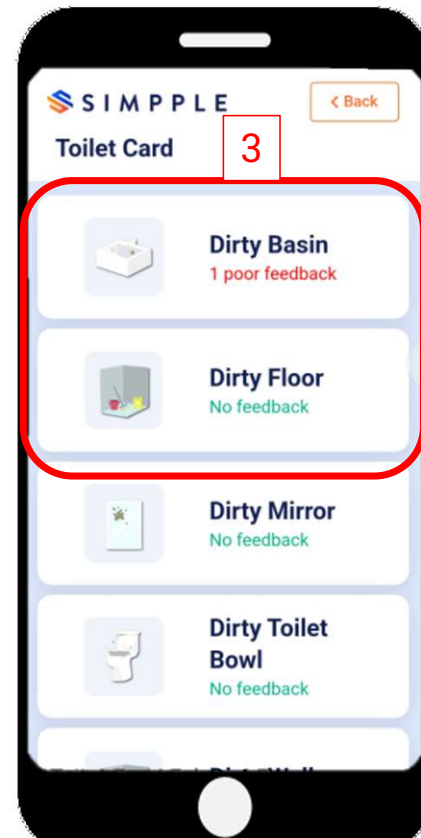 SIMPPLE
< Back
Toilet Card
3
Dirty Basin
1 poor feedback
Dirty Floor
No feedback
Dirty Mirror
No feedback
Dirty Toilet
Bowl
No feedback